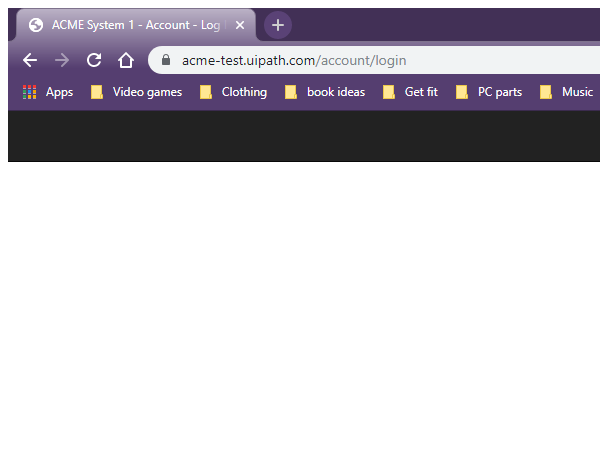 ACME System 1 - Account - Log
acme-test.uipath.com/account/login
Apps Video games Clothing book ideas Get fit PC parts Music